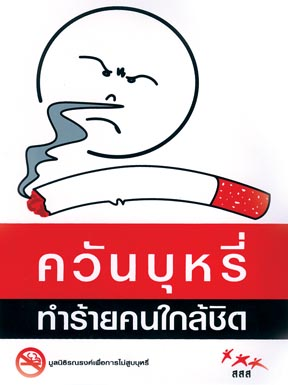 ควันบุหรี่
ทำร้ายคนใกล้ชิด
มูลนิธิรณรงค์เพื่อการไม่สูบบุหรี่
สสส